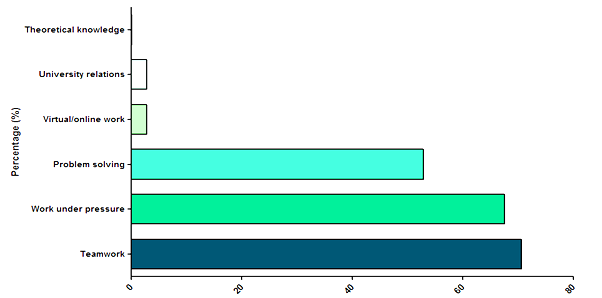 Theoretical knowledge
University relations
Virtual/online work
Problem solving
Work under pressure
Teamwork
Percentage (%)
0 20 40 60 80